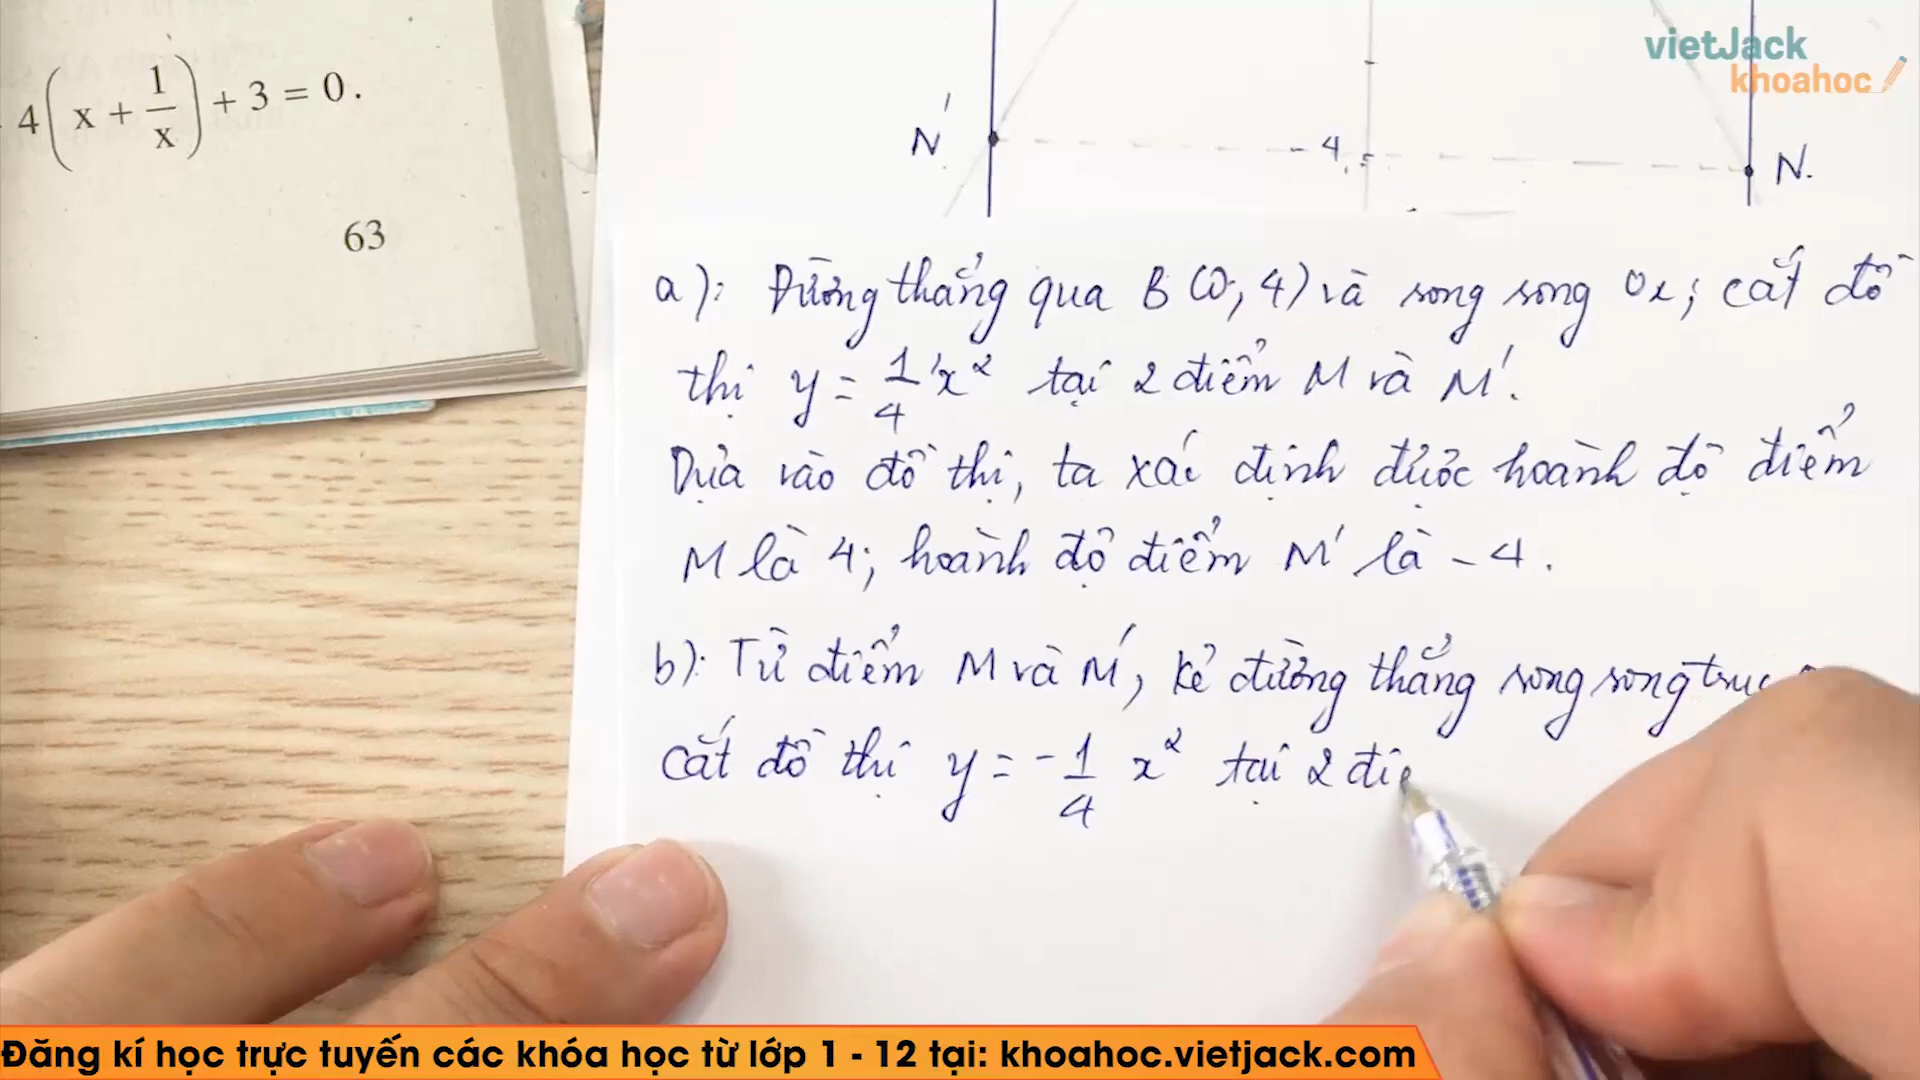 vietJack
khoahoc
4(x + 1/x) + 3 = 0.
63
N'
- 4
N.
a): Đường thẳng qua B (0; 4) và song song Ox; cắt đồ
thị y = 1/4 x² tại 2 điểm M và M'.
Dựa vào đồ thị, ta xác định được hoành độ điểm
M là 4; hoành độ điểm M' là - 4.
b): Từ điểm M và M', kẻ đường thẳng song song trục
cắt đồ thị y = -1/4 x² tại 2 đi
Đăng kí học trực tuyến các khóa học từ lớp 1 - 12 tại: khoahoc.vietjack.com